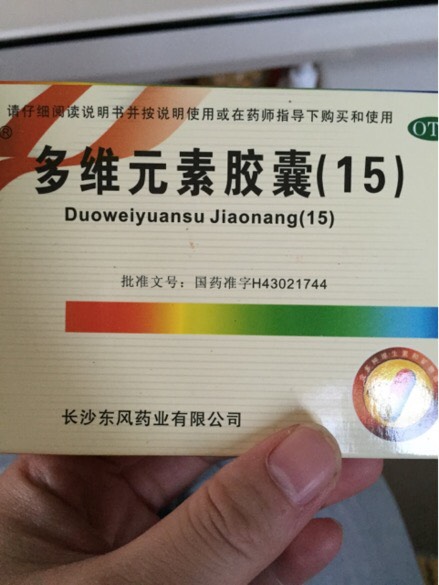 请仔细阅读说明书并按说明使用或在药师指导下购买和使用
OT
®
多维元素胶囊(15)
Duoweiyuansu Jiaonang(15)
批准文号：国药准字H43021744
长沙东风药业有限公司